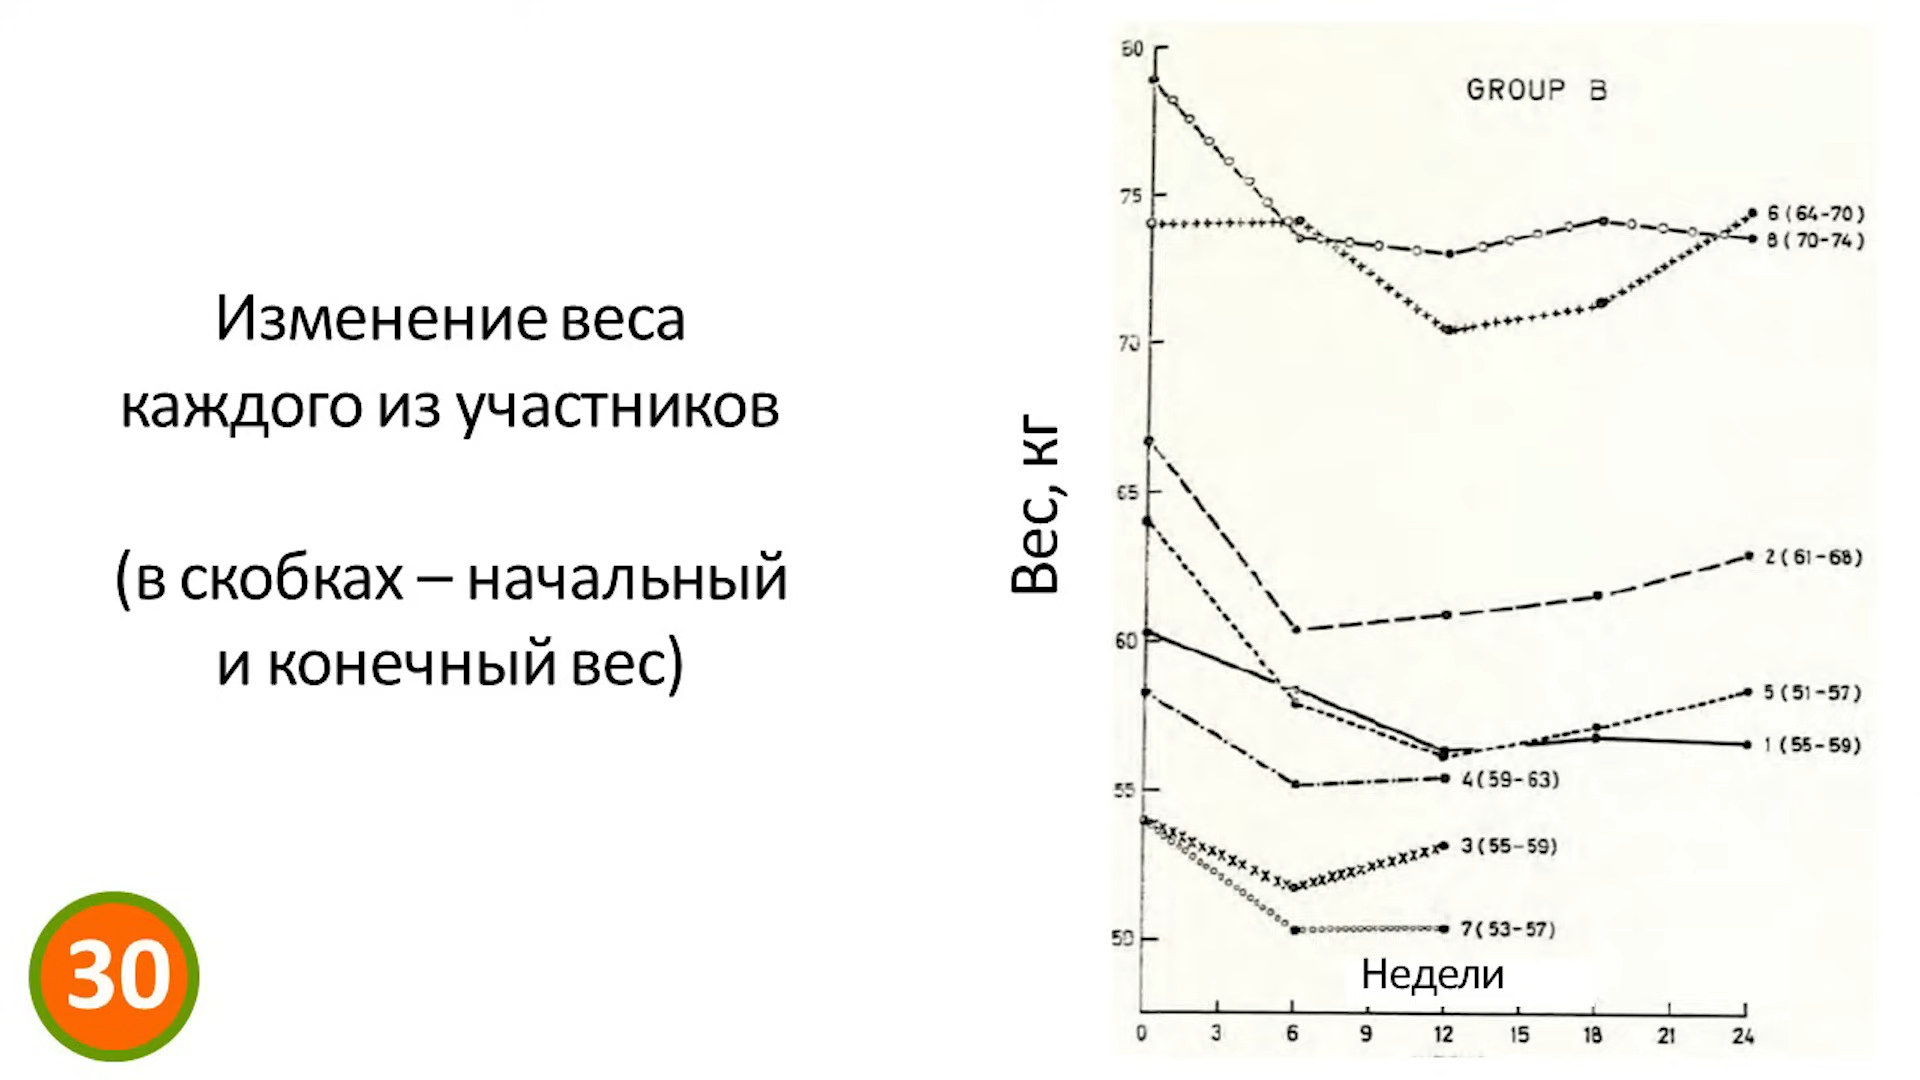 Изменение веса
каждого из участников
(в скобках – начальный
и конечный вес)
30
GROUP B
Вес, кг
80
75
70
65
60
55
50
6 (64-70)
8 (70-74)
2 (61-68)
5 (51-57)
1 (55-59)
4 (59-63)
3 (55-59)
7 (53-57)
Недели
0 3 6 9 12 15 18 21 24